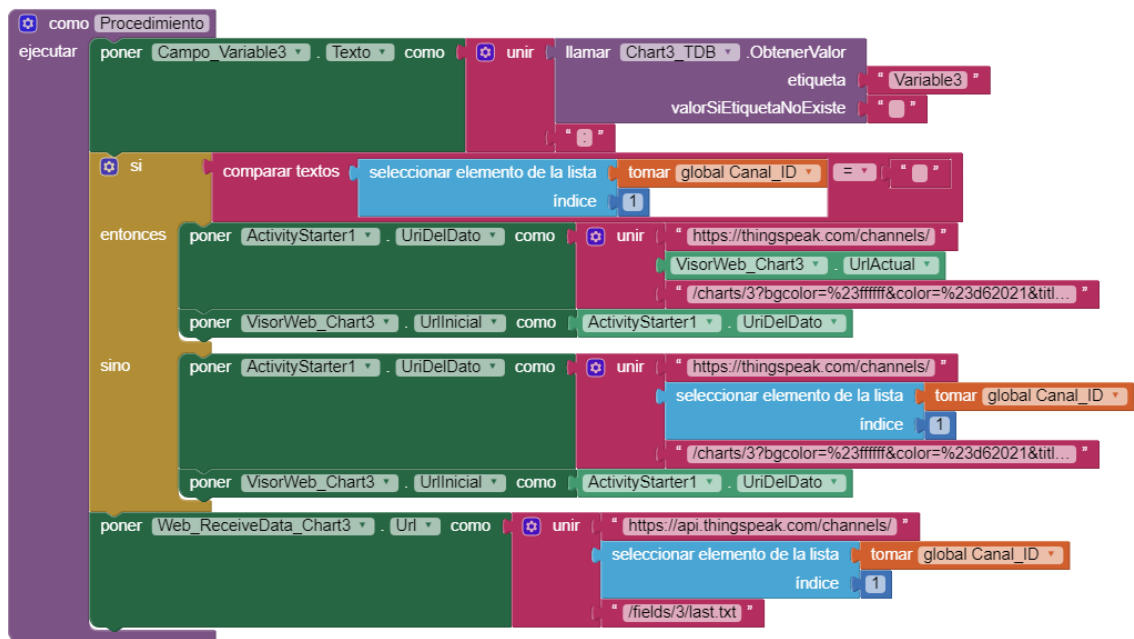 como Procedimiento
ejecutar poner Campo_Variable3 . Texto como unir llamar Chart3_TDB .ObtenerValor
etiqueta " Variable3 "
valorSiEtiquetaNoExiste " "
" : "
si comparar textos seleccionar elemento de la lista tomar global Canal_ID = " "
índice 1
entonces poner ActivityStarter1 . UriDelDato como unir " https://thingspeak.com/channels/ "
VisorWeb_Chart3 . UrlActual
" /charts/3?bgcolor=%23ffffff&color=%23d62021&titl... "
poner VisorWeb_Chart3 . UrlInicial como ActivityStarter1 . UriDelDato
sino poner ActivityStarter1 . UriDelDato como unir " https://thingspeak.com/channels/ "
seleccionar elemento de la lista tomar global Canal_ID
índice 1
" /charts/3?bgcolor=%23ffffff&color=%23d62021&titl... "
poner VisorWeb_Chart3 . UrlInicial como ActivityStarter1 . UriDelDato
poner Web_ReceiveData_Chart3 . Url como unir " https://api.thingspeak.com/channels/ "
seleccionar elemento de la lista tomar global Canal_ID
índice 1
" /fields/3/last.txt "